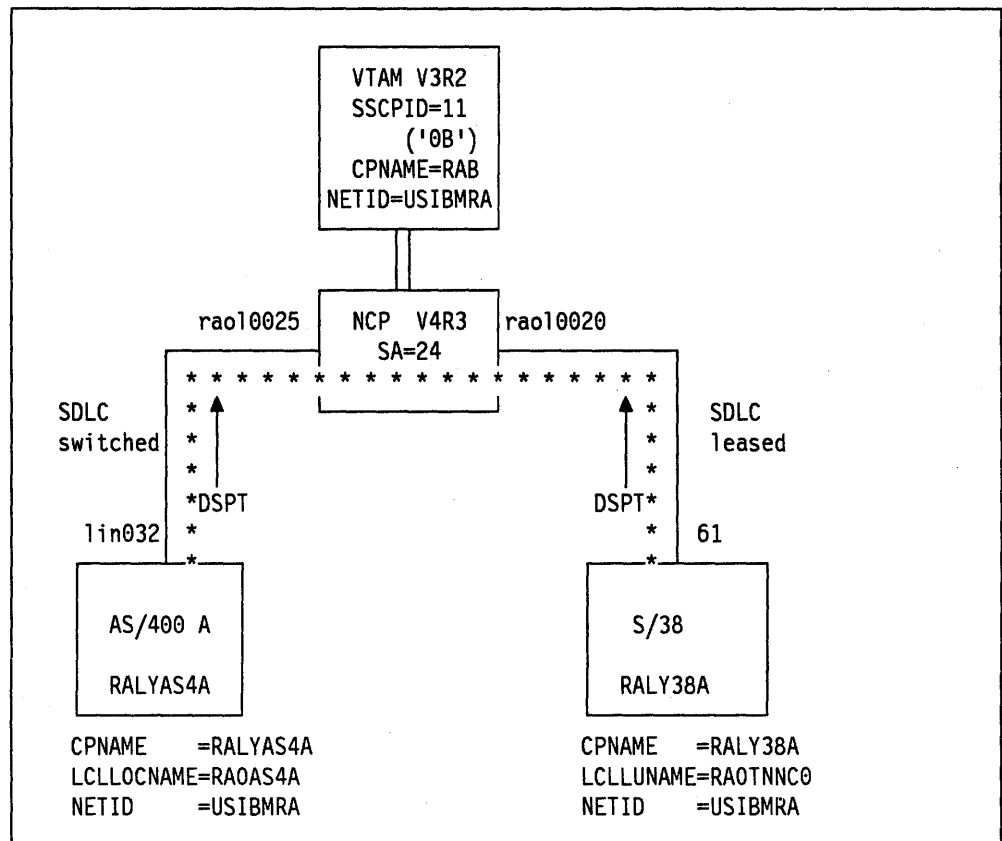 VTAM V3R2
SSCPID=11
('0B')
CPNAME=RAB
NETID=USIBMRA
rao10025
NCP V4R3
SA=24
rao10020
* * * * * * * * * * * * * * * * * * *
SDLC
switched
SDLC
leased
*DSPT
DSPT*
lin032
61
AS/400 A
RALYAS4A
S/38
RALY38A
CPNAME =RALYAS4A
LCLLOCNAME=RAOAS4A
NETID =USIBMRA
CPNAME =RALY38A
LCLLUNAME=RAOTNNC0
NETID =USIBMRA